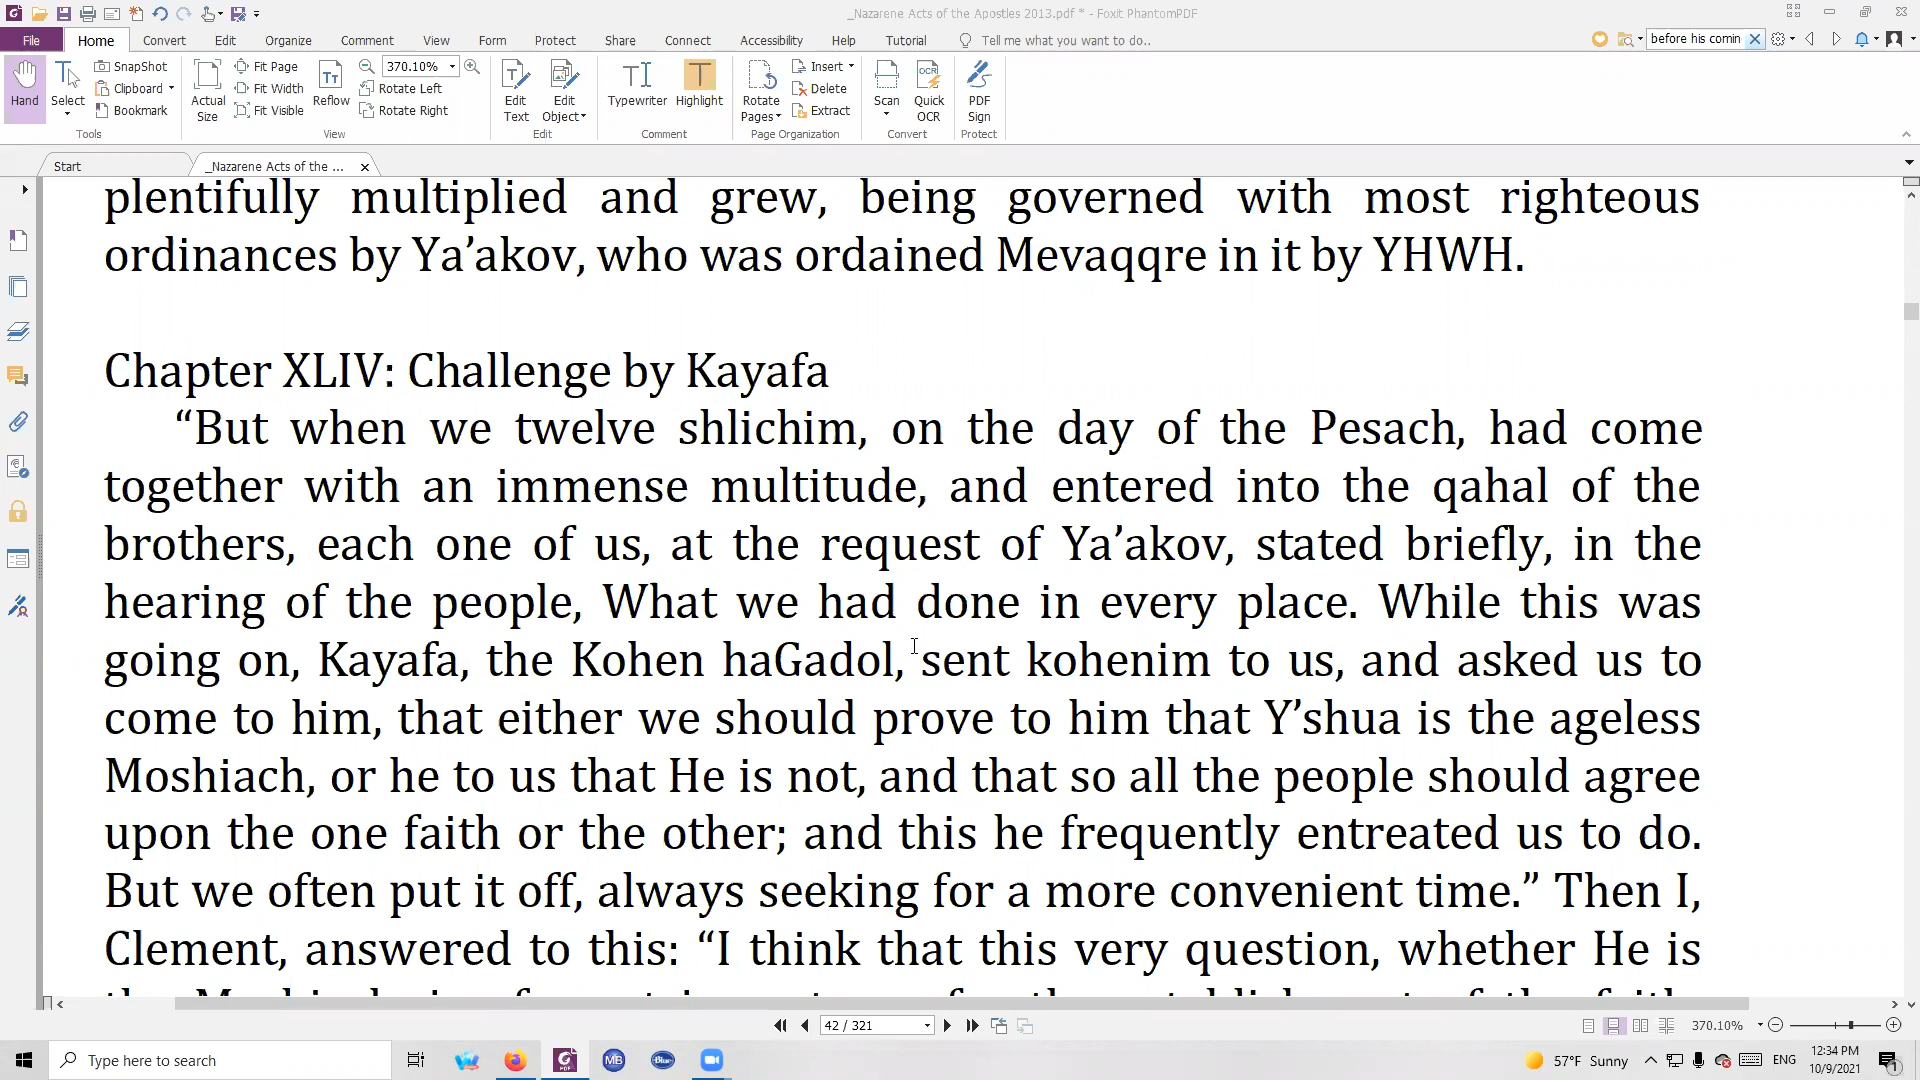 _Nazarene Acts of the Apostles 2013.pdf * - Foxit PhantomPDF
File Home Convert Edit Organize Comment View Form Protect Share Connect Accessibility Help Tutorial Tell me what you want to do.. before his comin
Hand
Select
SnapShot
Clipboard
Bookmark
Tools
Actual Size
Fit Page
Fit Width
Fit Visible
Reflow
370.10%
Rotate Left
Rotate Right
View
Edit Text
Edit Object
Edit
Typewriter
Highlight
Comment
Rotate Pages
Insert
Delete
Extract
Page Organization
Scan
Quick OCR
Convert
PDF Sign
Protect
Start _Nazarene Acts of the ...
plentifully multiplied and grew, being governed with most righteous
ordinances by Ya’akov, who was ordained Mevaqqre in it by YHWH.
Chapter XLIV: Challenge by Kayafa
“But when we twelve shlichim, on the day of the Pesach, had come
together with an immense multitude, and entered into the qahal of the
brothers, each one of us, at the request of Ya’akov, stated briefly, in the
hearing of the people, What we had done in every place. While this was
going on, Kayafa, the Kohen haGadol, sent kohenim to us, and asked us to
come to him, that either we should prove to him that Y’shua is the ageless
Moshiach, or he to us that He is not, and that so all the people should agree
upon the one faith or the other; and this he frequently entreated us to do.
But we often put it off, always seeking for a more convenient time.” Then I,
Clement, answered to this: “I think that this very question, whether He is
42 / 321
370.10%
Type here to search
MB
Blue
57°F Sunny
ENG
12:34 PM
10/9/2021